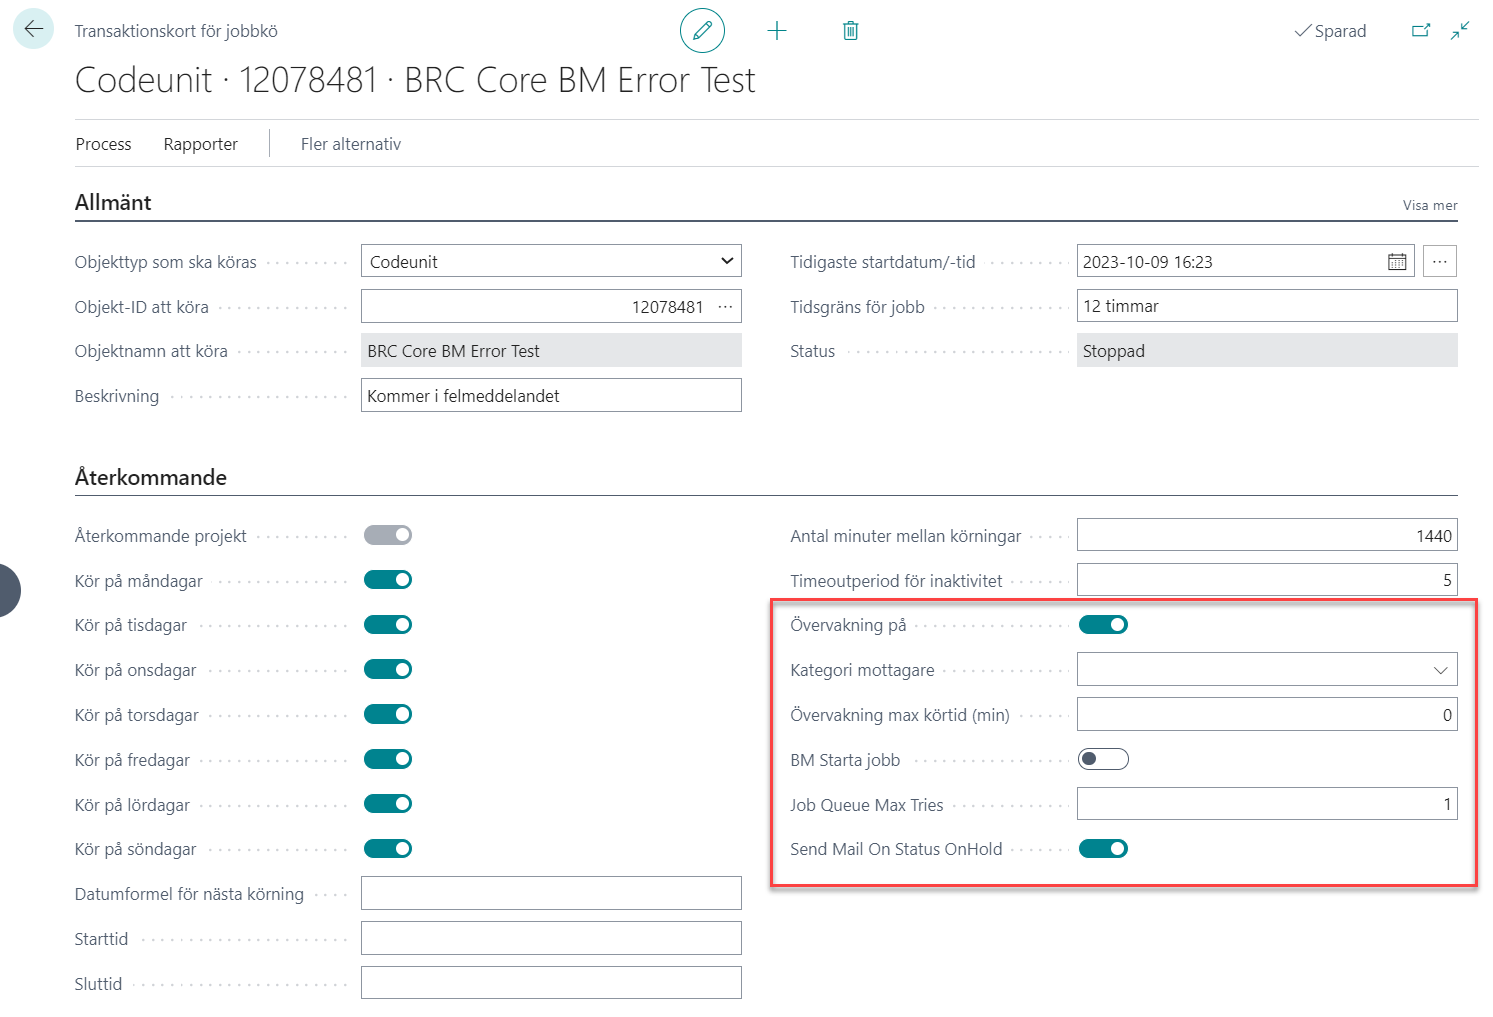 Transaktionskort för jobbkö
Sparad
Codeunit · 12078481 · BRC Core BM Error Test
Process Rapporter Fler alternativ
Allmänt
Visa mer
Objekttyp som ska köras Codeunit
Objekt-ID att köra 12078481
Objektnamn att köra BRC Core BM Error Test
Beskrivning Kommer i felmeddelandet
Tidigaste startdatum/-tid 2023-10-09 16:23
Tidsgräns för jobb 12 timmar
Status Stoppad
Återkommande
Återkommande projekt
Kör på måndagar
Kör på tisdagar
Kör på onsdagar
Kör på torsdagar
Kör på fredagar
Kör på lördagar
Kör på söndagar
Datumformel för nästa körning
Starttid
Sluttid
Antal minuter mellan körningar 1440
Timeoutperiod för inaktivitet 5
Övervakning på
Kategori mottagare
Övervakning max körtid (min) 0
BM Starta jobb
Job Queue Max Tries 1
Send Mail On Status OnHold